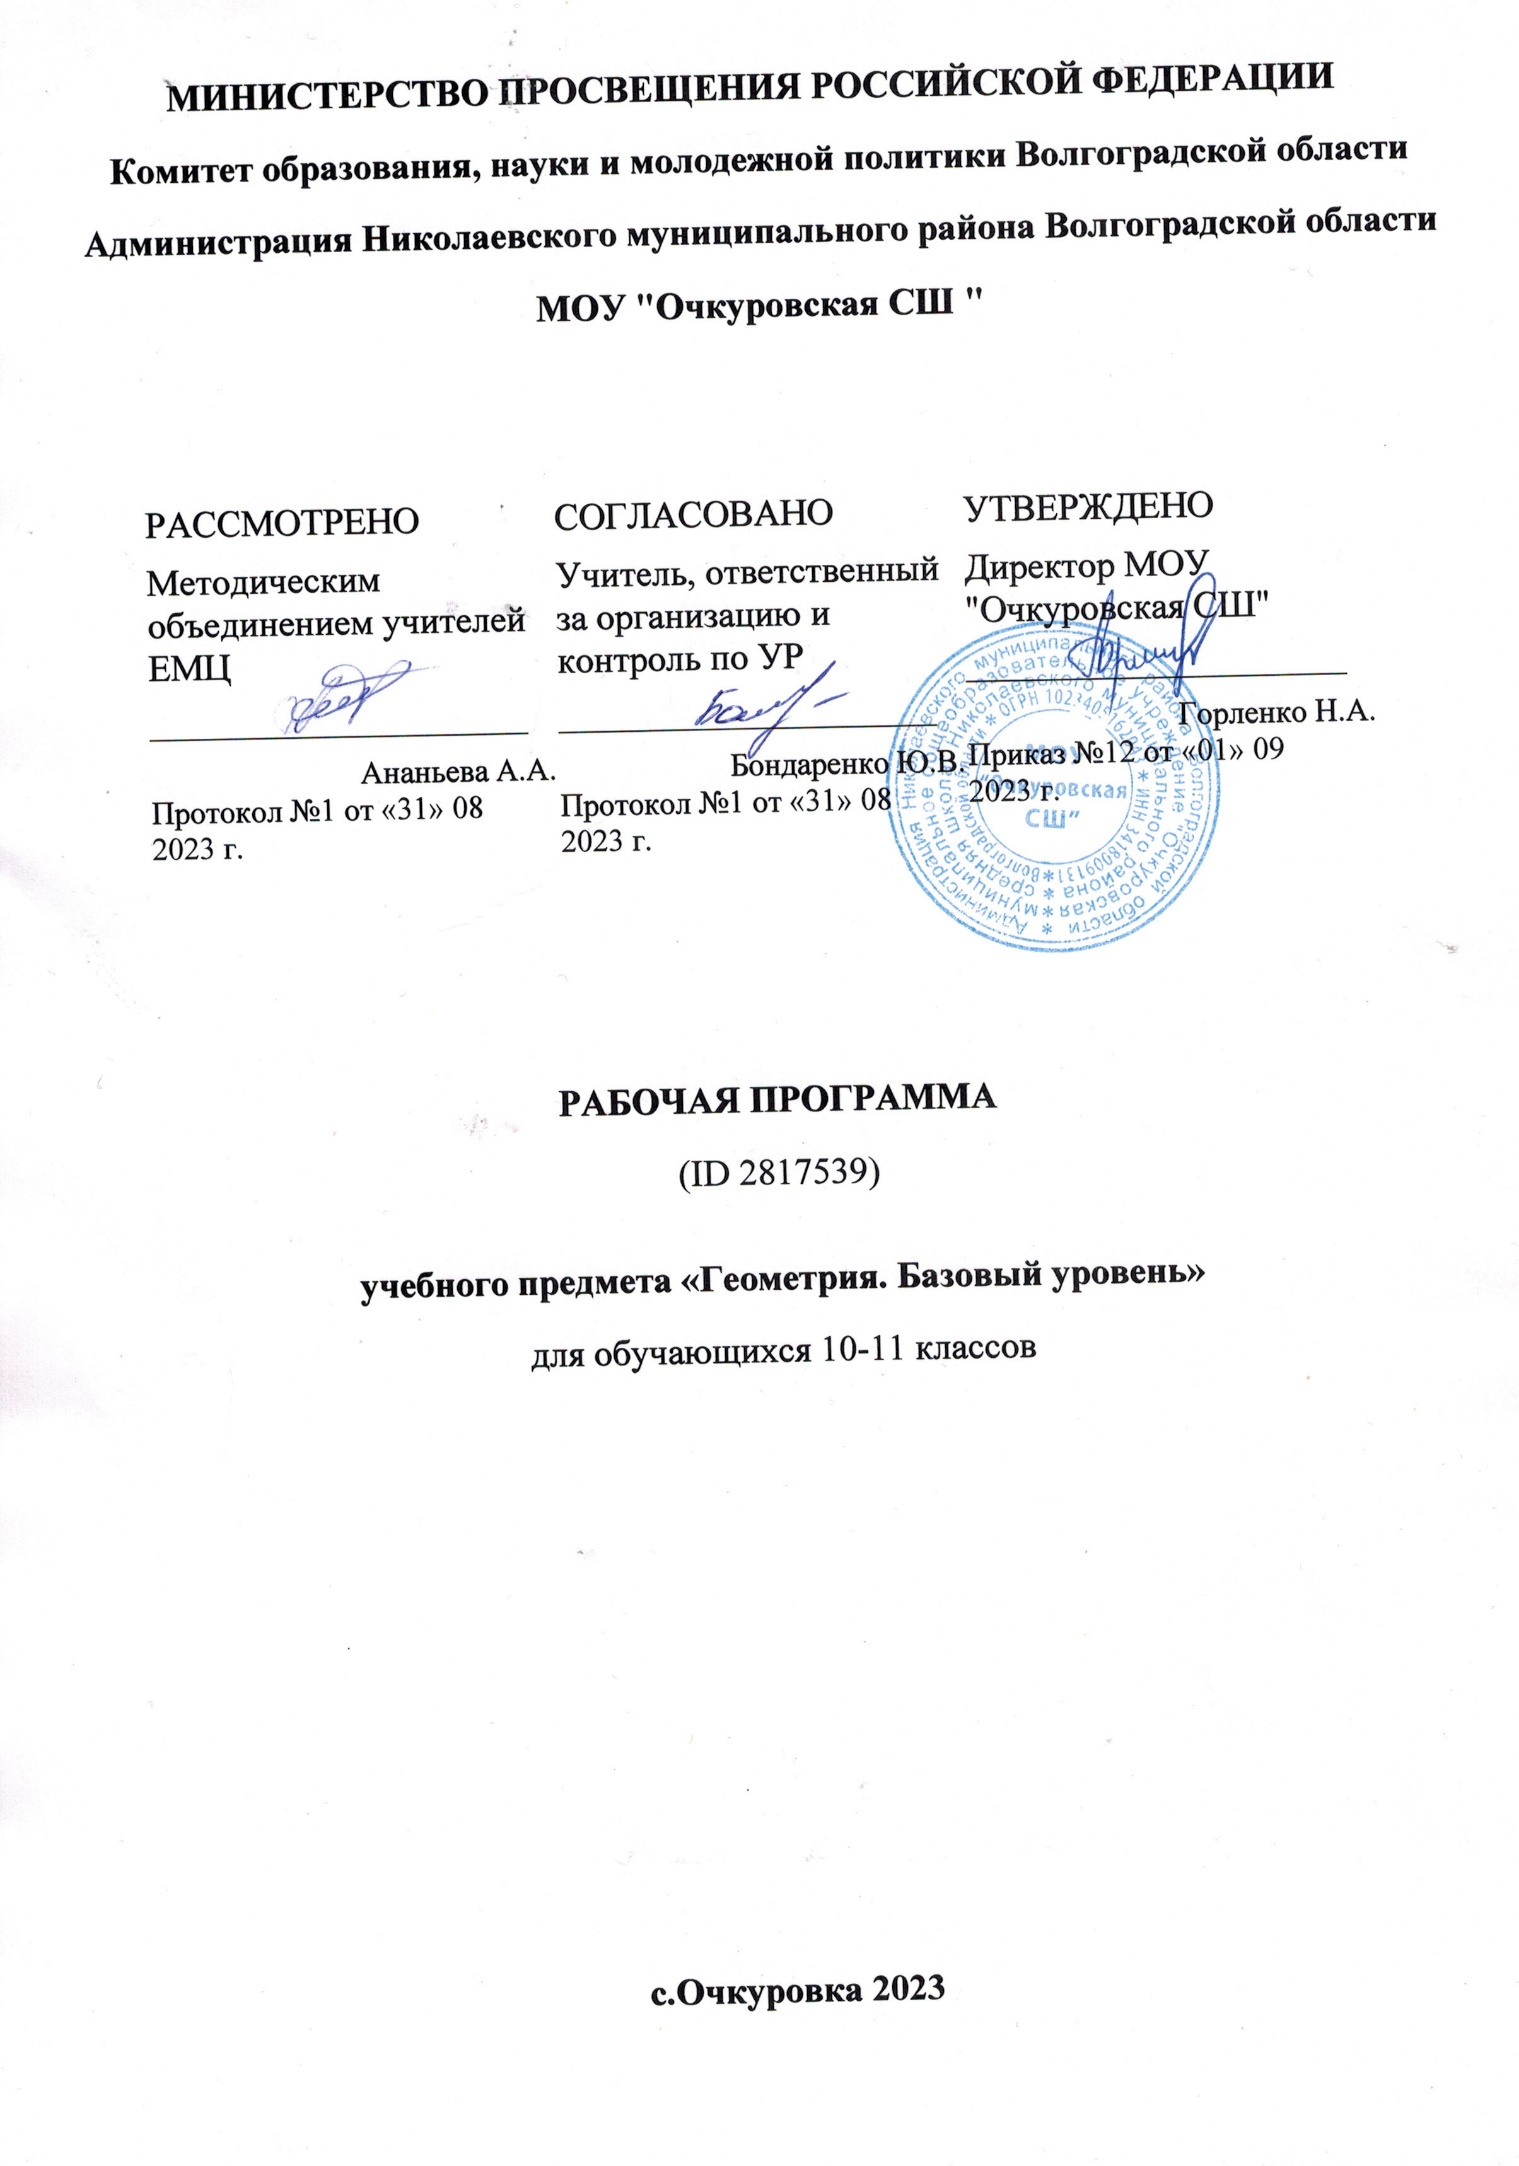 МИНИСТЕРСТВО ПРОСВЕЩЕНИЯ РОССИЙСКОЙ ФЕДЕРАЦИИ
Комитет образования, науки и молодежной политики Волгоградской области
Администрация Николаевского муниципального района Волгоградской области
МОУ "Очкуровская СШ "
РАССМОТРЕНО
Методическим
объединением учителей
ЕМЦ
Ананьева А.А.
Протокол №1 от «31» 08
2023 г.
СОГЛАСОВАНО
Учитель, ответственный
за организацию и
контроль по УР
Бондаренко Ю.В.
Протокол №1 от «31» 08
2023 г.
УТВЕРЖДЕНО
Директор МОУ
"Очкуровская СШ"
Горленко Н.А.
Приказ №12 от «01» 09
2023 г.
МОУ
"Очкуровская
СШ"
РАБОЧАЯ ПРОГРАММА
(ID 2817539)
учебного предмета «Геометрия. Базовый уровень»
для обучающихся 10-11 классов
с.Очкуровка 2023